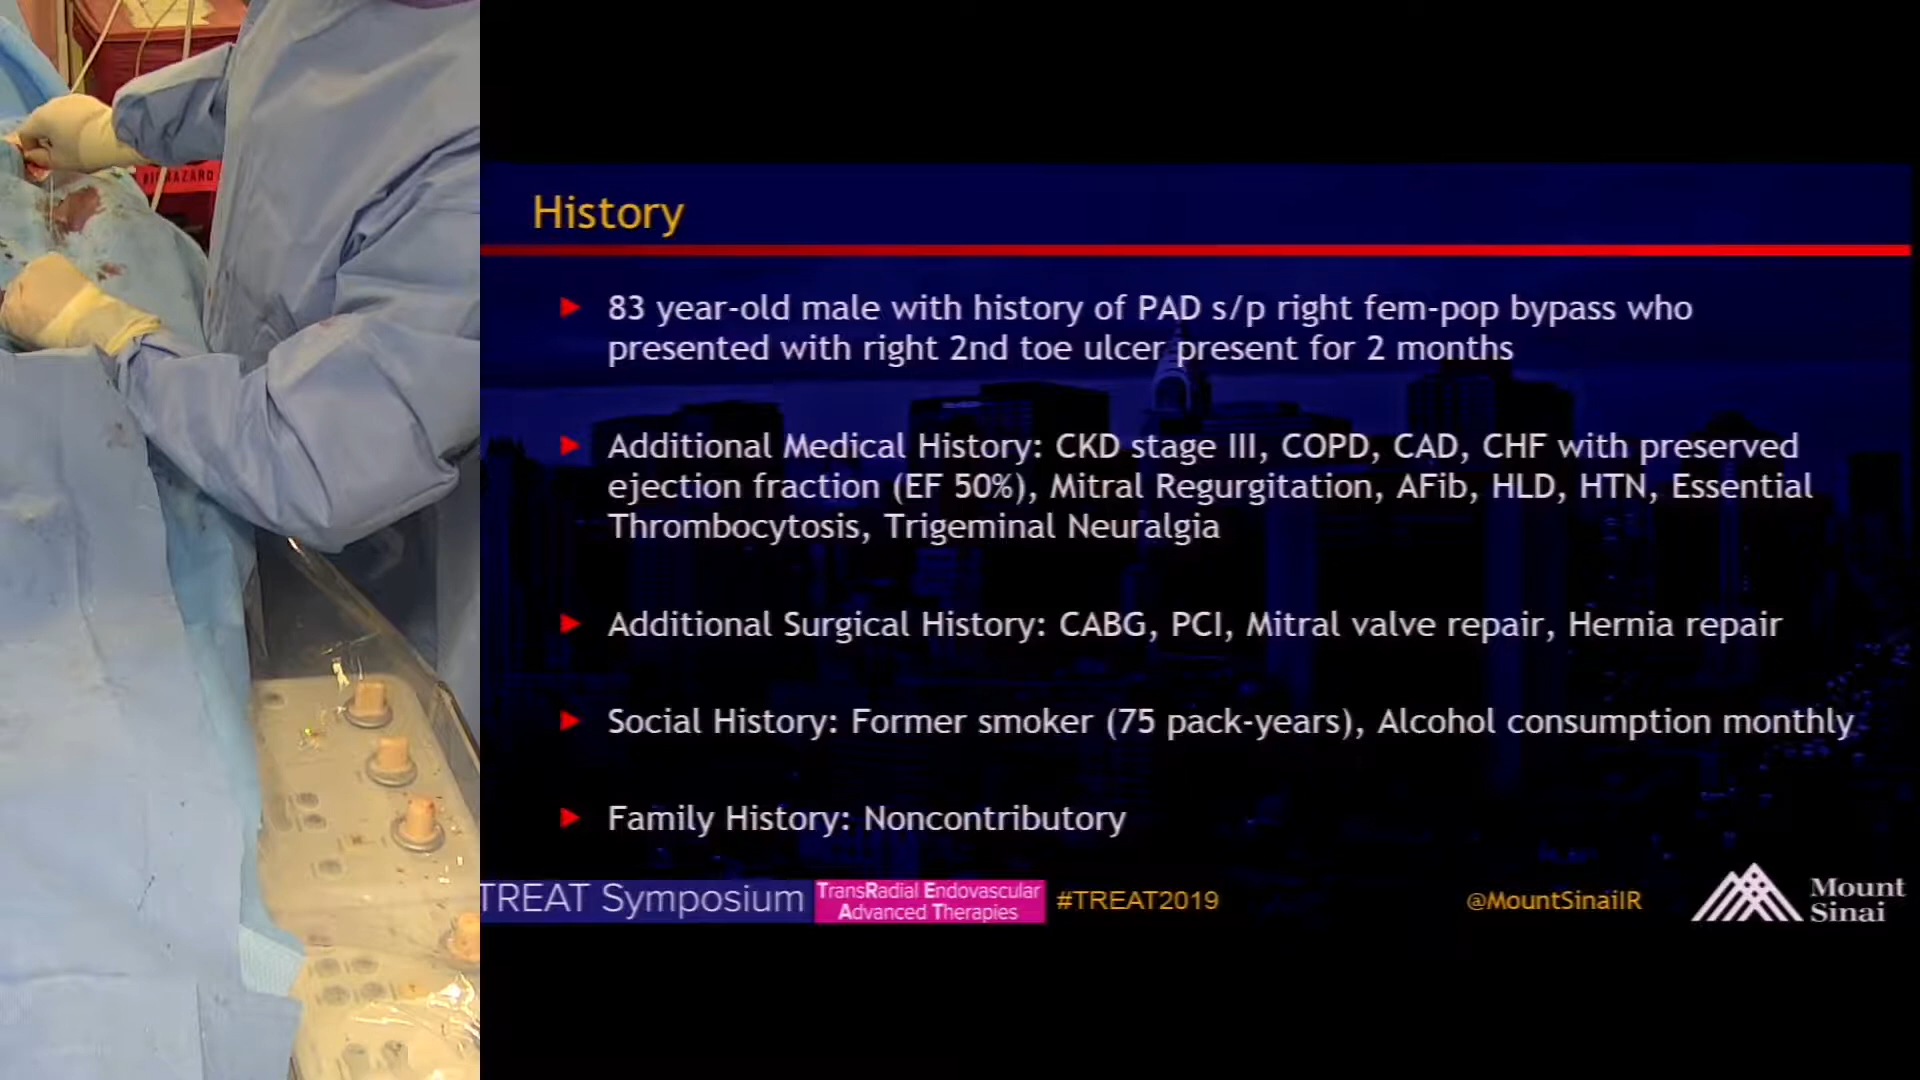 BIOHAZARD
History
83 year-old male with history of PAD s/p right fem-pop bypass who
presented with right 2nd toe ulcer present for 2 months
Additional Medical History: CKD stage III, COPD, CAD, CHF with preserved
ejection fraction (EF 50%), Mitral Regurgitation, AFib, HLD, HTN, Essential
Thrombocytosis, Trigeminal Neuralgia
Additional Surgical History: CABG, PCI, Mitral valve repair, Hernia repair
Social History: Former smoker (75 pack-years), Alcohol consumption monthly
Family History: Noncontributory
TREAT Symposium
TransRadial Endovascular
Advanced Therapies
#TREAT2019
@MountSinaiIR
Mount
Sinai